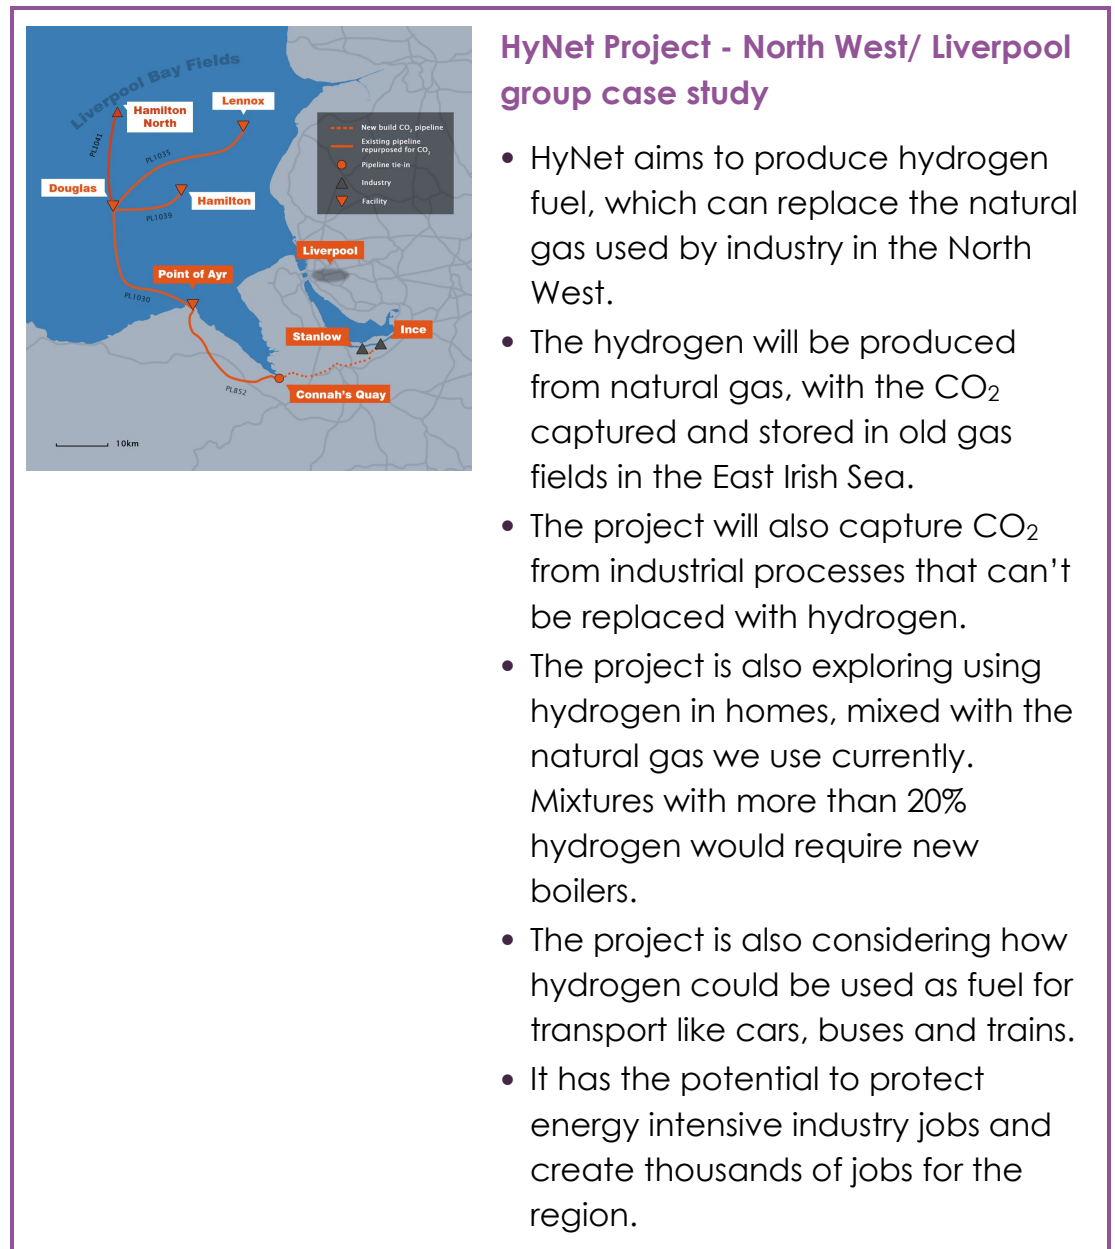 Liverpool Bay Fields
Hamilton
North
Lennox
PL1041
PL1035
Douglas
Hamilton
PL1039
New build CO₂ pipeline
Existing pipeline
repurposed for CO₂
Pipeline tie-in
Industry
Facility
Liverpool
Point of Ayr
PL1030
Stanlow
Ince
PL852
Connah's Quay
10km
HyNet Project - North West/ Liverpool
group case study
• HyNet aims to produce hydrogen
fuel, which can replace the natural
gas used by industry in the North
West.
• The hydrogen will be produced
from natural gas, with the CO₂
captured and stored in old gas
fields in the East Irish Sea.
• The project will also capture CO₂
from industrial processes that can’t
be replaced with hydrogen.
• The project is also exploring using
hydrogen in homes, mixed with the
natural gas we use currently.
Mixtures with more than 20%
hydrogen would require new
boilers.
• The project is also considering how
hydrogen could be used as fuel for
transport like cars, buses and trains.
• It has the potential to protect
energy intensive industry jobs and
create thousands of jobs for the
region.